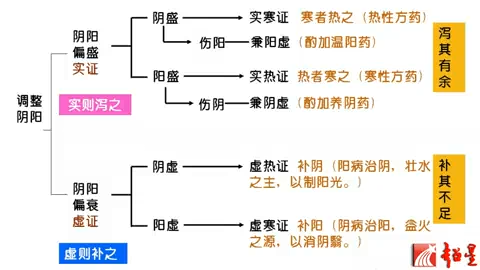 调整
阴阳
阴阳
偏盛
实证
实则泻之
阴盛
实寒证
寒者热之（热性方药）
伤阳
兼阳虚
（酌加温阳药）
阳盛
实热证
热者寒之（寒性方药）
伤阴
兼阴虚
（酌加养阴药）
泻其有余
阴阳
偏衰
虚证
虚则补之
阴虚
虚热证
补阴（阳病治阴，壮水
之主，以制阳光。）
阳虚
虚寒证
补阳（阴病治阳，益火
之源，以消阴翳。）
补其不足